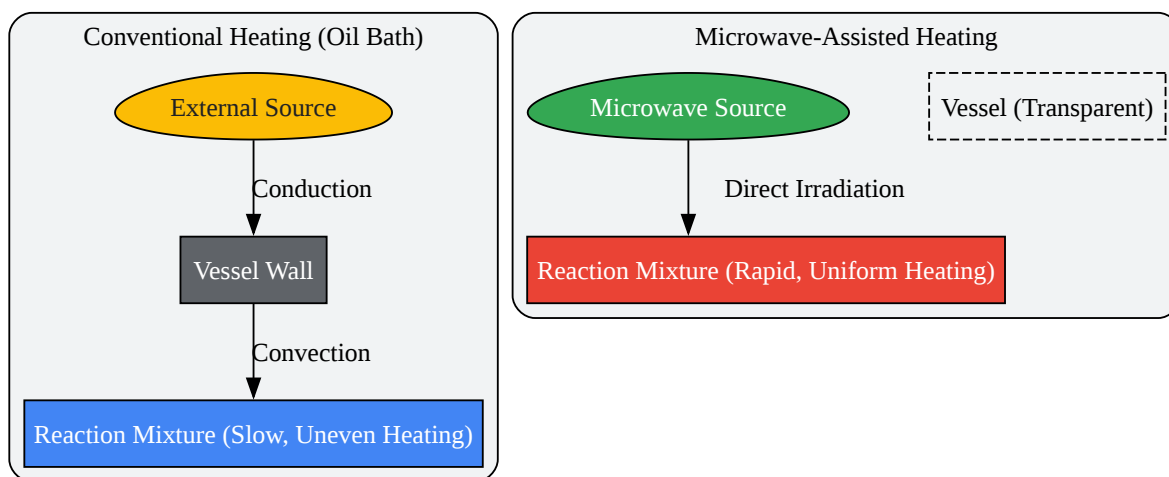 Conventional Heating (Oil Bath)
External Source
Conduction
Vessel Wall
Convection
Reaction Mixture (Slow, Uneven Heating)
Microwave-Assisted Heating
Microwave Source
Vessel (Transparent)
Direct Irradiation
Reaction Mixture (Rapid, Uniform Heating)